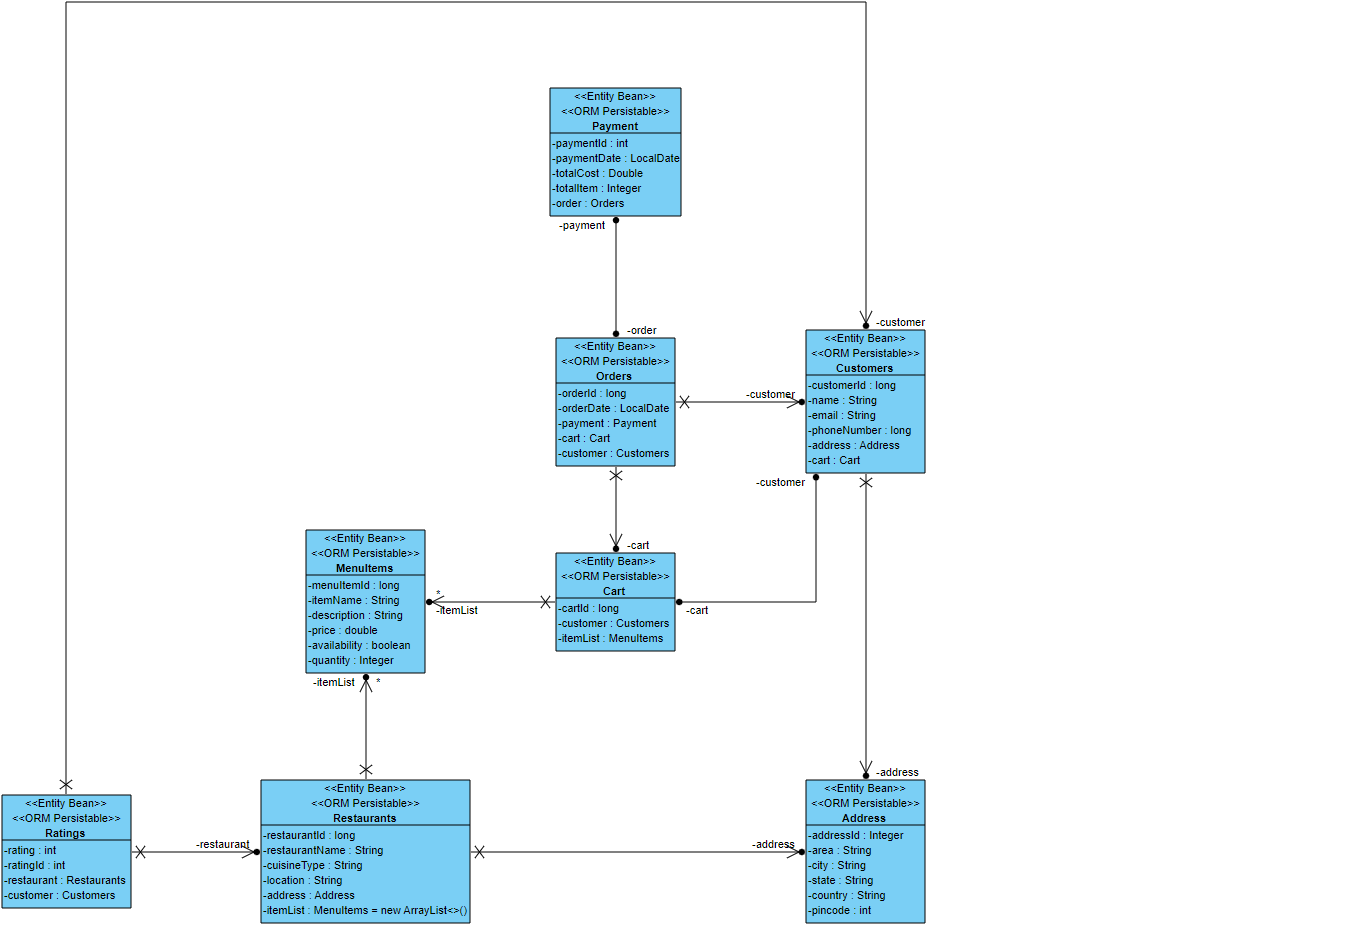 <<Entity Bean>>
<<ORM Persistable>>
Payment
-paymentId : int
-paymentDate : LocalDate
-totalCost : Double
-totalItem : Integer
-order : Orders
-payment
-order
<<Entity Bean>>
<<ORM Persistable>>
Orders
-orderId : long
-orderDate : LocalDate
-payment : Payment
-cart : Cart
-customer : Customers
-customer
-customer
<<Entity Bean>>
<<ORM Persistable>>
Customers
-customerId : long
-name : String
-email : String
-phoneNumber : long
-address : Address
-cart : Cart
-customer
-cart
<<Entity Bean>>
<<ORM Persistable>>
MenuItems
-menuItemId : long
-itemName : String
-description : String
-price : double
-availability : boolean
-quantity : Integer
*
-itemList
<<Entity Bean>>
<<ORM Persistable>>
Cart
-cartId : long
-customer : Customers
-itemList : MenuItems
-cart
-itemList
*
<<Entity Bean>>
<<ORM Persistable>>
Ratings
-rating : int
-ratingId : int
-restaurant : Restaurants
-customer : Customers
-restaurant
<<Entity Bean>>
<<ORM Persistable>>
Restaurants
-restaurantId : long
-restaurantName : String
-cuisineType : String
-location : String
-address : Address
-itemList : MenuItems = new ArrayList<>()
-address
-address
<<Entity Bean>>
<<ORM Persistable>>
Address
-addressId : Integer
-area : String
-city : String
-state : String
-country : String
-pincode : int